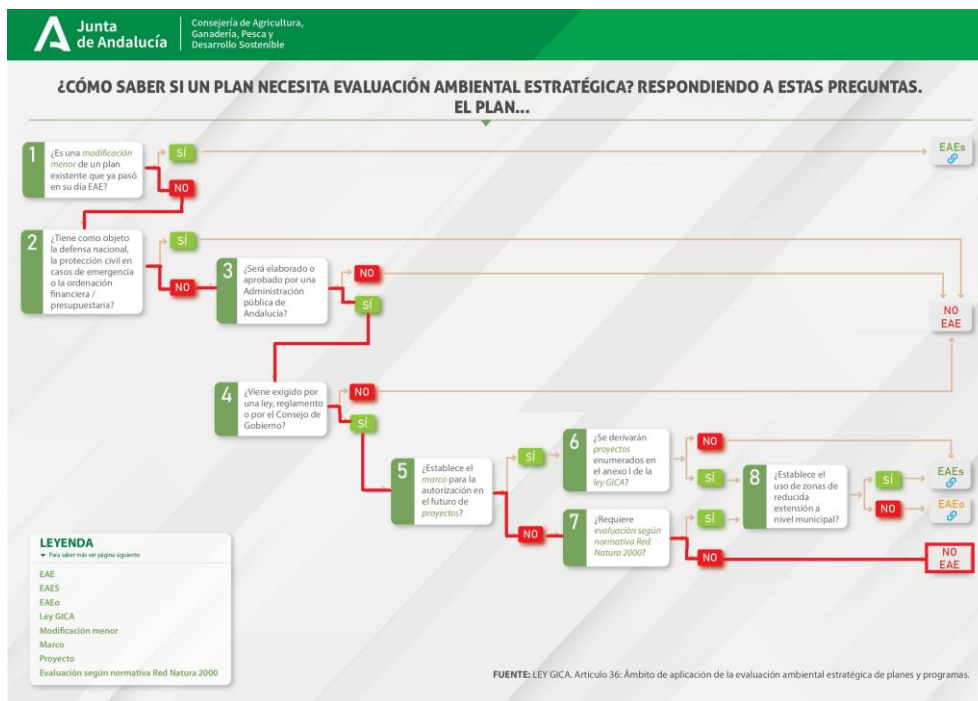 Junta
de Andalucía
Consejería de Agricultura,
Ganadería, Pesca y
Desarrollo Sostenible
¿CÓMO SABER SI UN PLAN NECESITA EVALUACIÓN AMBIENTAL ESTRATÉGICA? RESPONDIENDO A ESTAS PREGUNTAS.
EL PLAN...
1
¿Es una modificación
menor de un plan
existente que ya pasó
en su día EAE?
SÍ
NO
EAEs
2
¿Tiene como objeto
la defensa nacional,
la protección civil en
casos de emergencia
o la ordenación
financiera /
presupuestaria?
SÍ
NO
3
¿Será elaborado o
aprobado por una
Administración
pública de
Andalucía?
NO
SÍ
NO
EAE
4
¿Viene exigido por
una ley, reglamento
o por el Consejo de
Gobierno?
NO
SÍ
5
¿Establece el
marco para la
autorización en
el futuro de
proyectos?
SÍ
NO
6
¿Se derivarán
proyectos
enumerados en
el anexo I de la
ley GICA?
NO
SÍ
7
¿Requiere
evaluación según
normativa Red
Natura 2000?
SÍ
NO
8
¿Establece el
uso de zonas de
reducida
extensión a
nivel municipal?
SÍ
NO
EAEs
EAEo
NO
EAE
LEYENDA
Para saber más ver página siguiente
EAE
EAES
EAEo
Ley GICA
Modificación menor
Marco
Proyecto
Evaluación según normativa Red Natura 2000
FUENTE: LEY GICA. Artículo 36: Ámbito de aplicación de la evaluación ambiental estratégica de planes y programas.